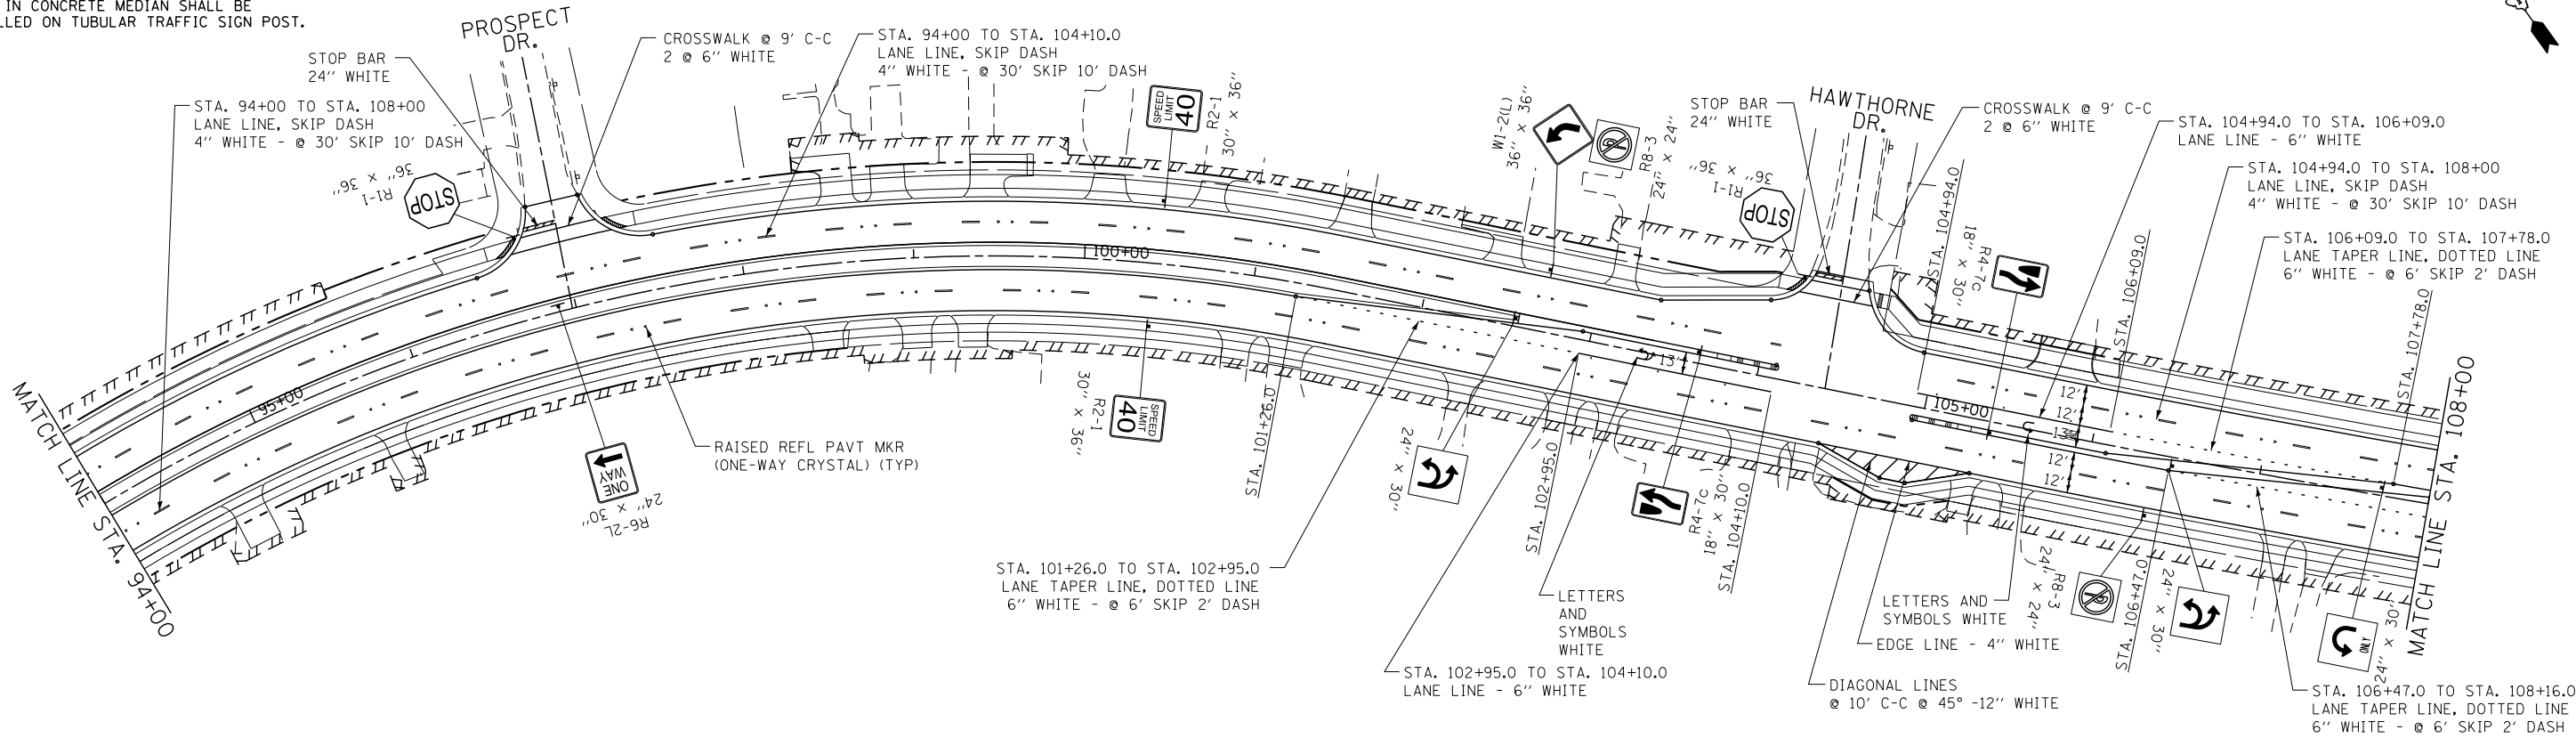 IN CONCRETE MEDIAN SHALL BE
LLED ON TUBULAR TRAFFIC SIGN POST.
PROSPECT
DR.
STOP BAR
24" WHITE
CROSSWALK @ 9' C-C
2 @ 6" WHITE
STA. 94+00 TO STA. 104+10.0
LANE LINE, SKIP DASH
4" WHITE - @ 30' SKIP 10' DASH
STA. 94+00 TO STA. 108+00
LANE LINE, SKIP DASH
4" WHITE - @ 30' SKIP 10' DASH
R1-1
36" x 36"
STOP
SPEED
LIMIT
40
R2-1
30" x 36"
W1-2(L)
36" x 36"
R8-3
24" x 24"
STOP BAR
24" WHITE
R1-1
36" x 36"
STOP
HAWTHORNE
DR.
CROSSWALK @ 9' C-C
2 @ 6" WHITE
STA. 104+94.0 TO STA. 106+09.0
LANE LINE - 6" WHITE
STA. 104+94.0 TO STA. 108+00
LANE LINE, SKIP DASH
4" WHITE - @ 30' SKIP 10' DASH
STA. 106+09.0 TO STA. 107+78.0
LANE TAPER LINE, DOTTED LINE
6" WHITE - @ 6' SKIP 2' DASH
STA. 104+94.0
R4-7c
18" x 30"
STA. 106+09.0
STA. 107+78.0
MATCH LINE STA. 108+00
95+00
100+00
105+00
13'
12'
12'
13'
12'
12'
MATCH LINE STA. 94+00
ONE
WAY
R6-2L
24" x 30"
RAISED REFL PAVT MKR
(ONE-WAY CRYSTAL) (TYP)
SPEED
LIMIT
40
R2-1
30" x 36"
STA. 101+26.0
24" x 30"
STA. 102+95.0
R4-7c
18" x 30"
STA. 104+10.0
STA. 101+26.0 TO STA. 102+95.0
LANE TAPER LINE, DOTTED LINE
6" WHITE - @ 6' SKIP 2' DASH
LETTERS
AND
SYMBOLS
WHITE
STA. 102+95.0 TO STA. 104+10.0
LANE LINE - 6" WHITE
LETTERS AND
SYMBOLS WHITE
EDGE LINE - 4" WHITE
DIAGONAL LINES
@ 10' C-C @ 45° -12" WHITE
R8-3
24" x 24"
STA. 106+47.0
24" x 30"
ONLY
24" x 30"
STA. 106+47.0 TO STA. 108+16.0
LANE TAPER LINE, DOTTED LINE
6" WHITE - @ 6' SKIP 2' DASH